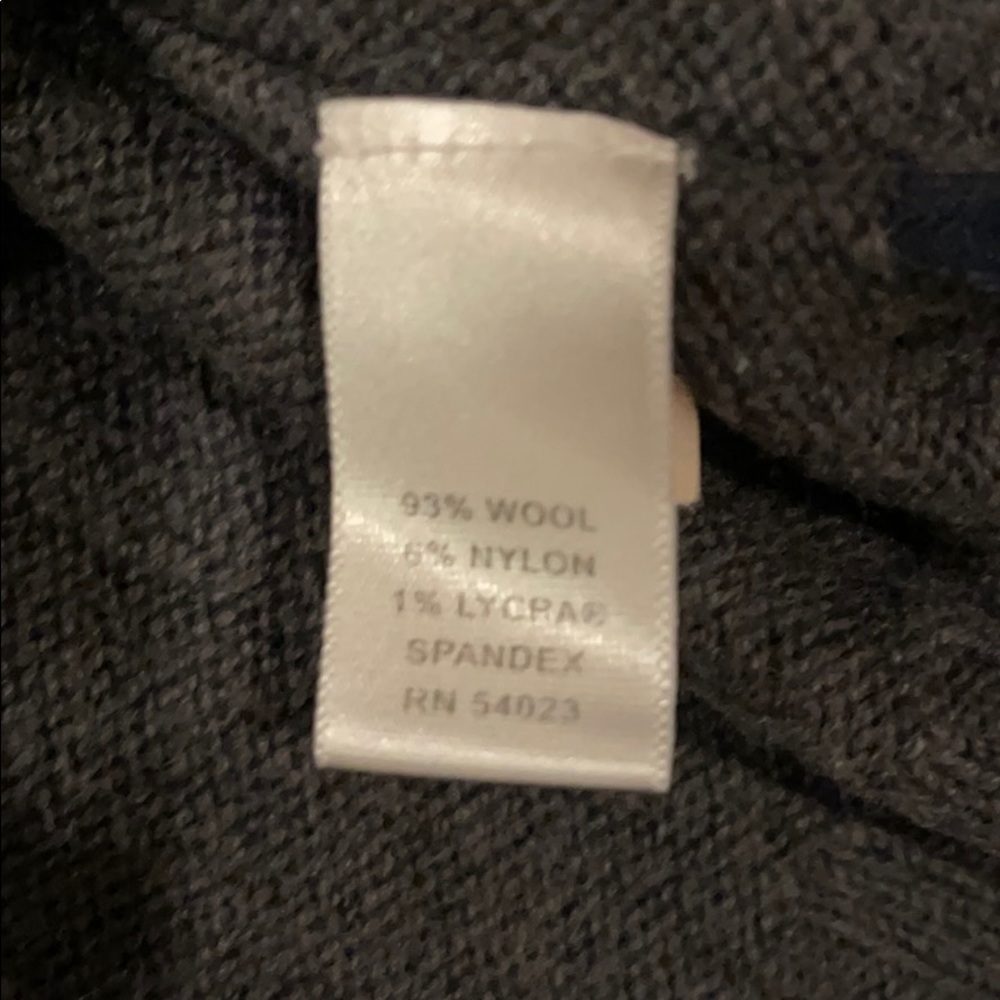 93% WOOL
6% NYLON
1% LYCRA®
SPANDEX
RN 54023